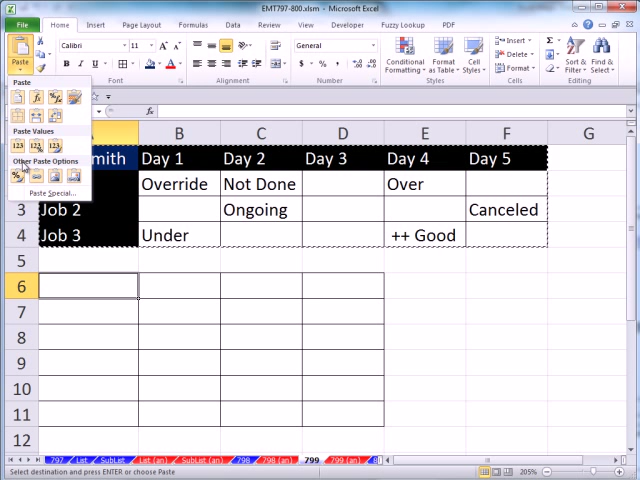 EMT797-800.xlsm - Microsoft Excel
File Home Insert Page Layout Formulas Data Review View Developer Fuzzy Lookup PDF
Paste
Calibri 11 A A
General
Conditional Formatting Format as Table Cell Styles
Insert
Delete
Format
Sort & Filter Find & Select
B I U
$ % ,
Font Alignment Number Styles Cells Editing
Paste
Paste Values
123 123 123
Other Paste Options
Paste Special...
fx
B C D E F G
mith Day 1 Day 2 Day 3 Day 4 Day 5
Override Not Done Over
3 Job 2 Ongoing Canceled
4 Job 3 Under ++ Good
5
6
7
8
9
10
11
12
797 List SubList List (an) SubList (an) 798 798 (an) 799 799 (an)
Select destination and press ENTER or choose Paste
205%